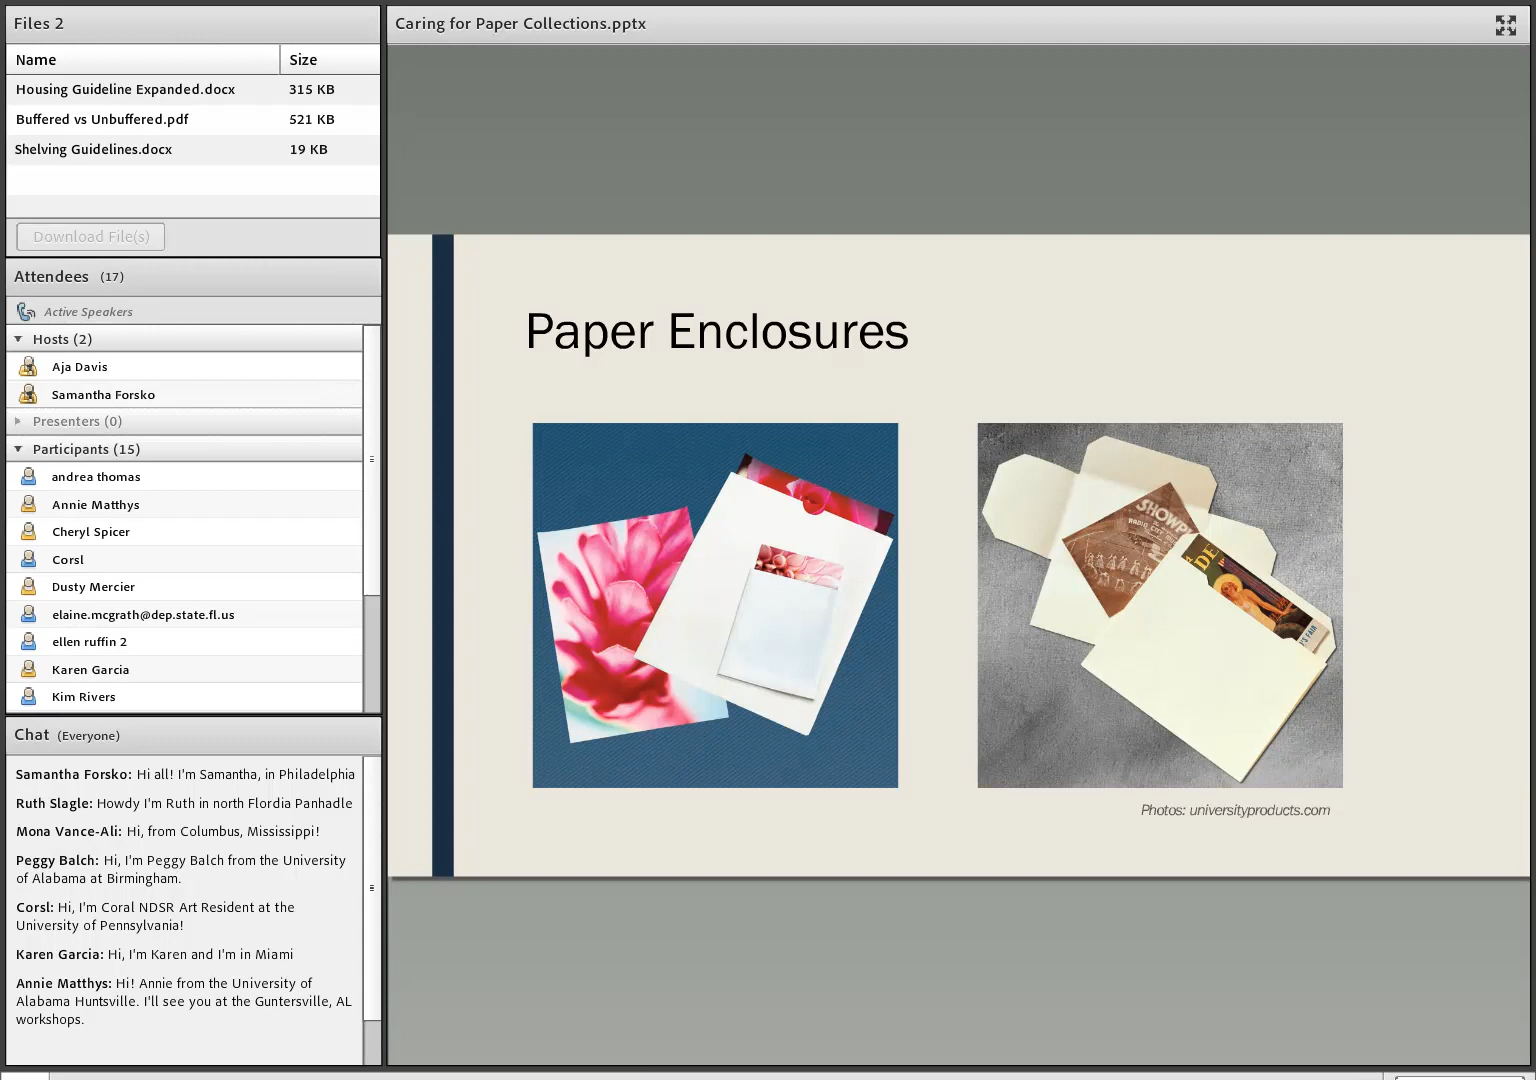 Files 2
Name Size
Housing Guideline Expanded.docx 315 KB
Buffered vs Unbuffered.pdf 521 KB
Shelving Guidelines.docx 19 KB
Download File(s)
Attendees (17)
Active Speakers
Hosts (2)
Aja Davis
Samantha Forsko
Presenters (0)
Participants (15)
andrea thomas
Annie Matthys
Cheryl Spicer
Corsl
Dusty Mercier
elaine.mcgrath@dep.state.fl.us
ellen ruffin 2
Karen Garcia
Kim Rivers
Chat (Everyone)
Samantha Forsko: Hi all! I'm Samantha, in Philadelphia
Ruth Slagle: Howdy I'm Ruth in north Flordia Panhadle
Mona Vance-Ali: Hi, from Columbus, Mississippi!
Peggy Balch: Hi, I'm Peggy Balch from the University
of Alabama at Birmingham.
Corsl: Hi, I'm Coral NDSR Art Resident at the
University of Pennsylvania!
Karen Garcia: Hi, I'm Karen and I'm in Miami
Annie Matthys: Hi! Annie from the University of
Alabama Huntsville. I'll see you at the Guntersville, AL
workshops.
Caring for Paper Collections.pptx
Paper Enclosures
RADIO CITY
Photos: universityproducts.com